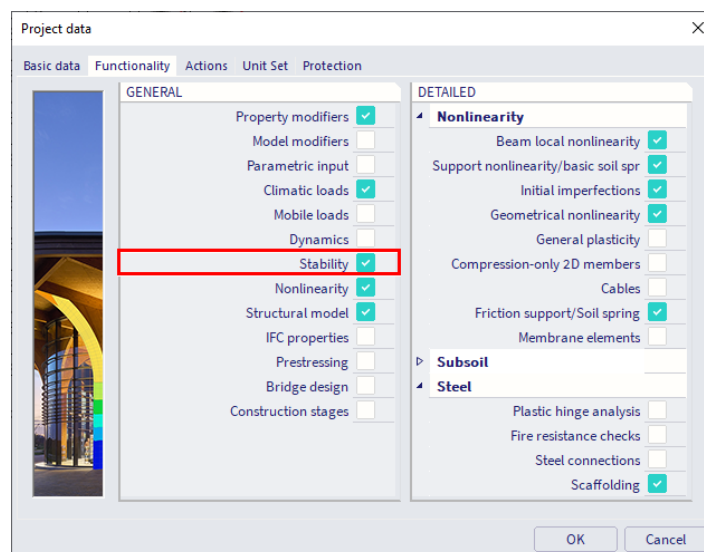 Project data
Basic data Functionality Actions Unit Set Protection
GENERAL
Property modifiers
Model modifiers
Parametric input
Climatic loads
Mobile loads
Dynamics
Stability
Nonlinearity
Structural model
IFC properties
Prestressing
Bridge design
Construction stages
DETAILED
Nonlinearity
Beam local nonlinearity
Support nonlinearity/basic soil spr
Initial imperfections
Geometrical nonlinearity
General plasticity
Compression-only 2D members
Cables
Friction support/Soil spring
Membrane elements
Subsoil
Steel
Plastic hinge analysis
Fire resistance checks
Steel connections
Scaffolding
OK Cancel